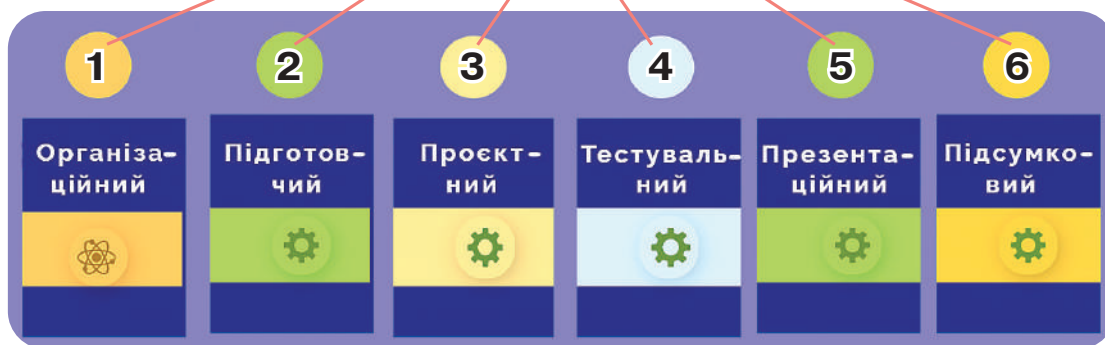 1 2 3 4 5 6
Організа-
ційний
Підготов-
чий
Проєкт-
ний
Тестуваль-
ний
Презента-
ційний
Підсумко-
вий